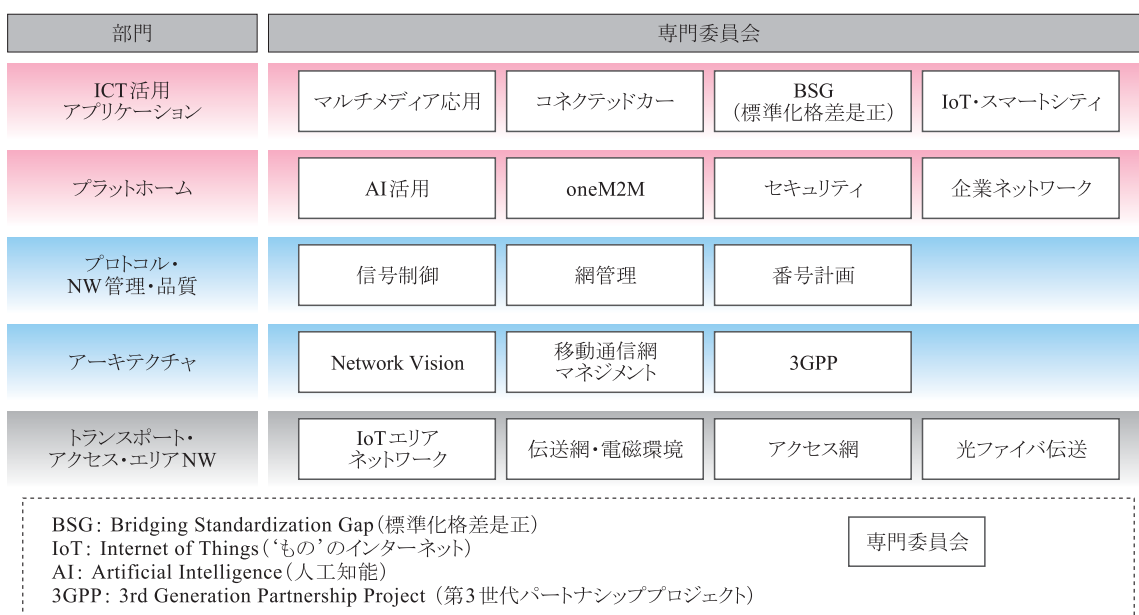 部門
専門委員会
ICT活用
アプリケーション
マルチメディア応用
コネクテッドカー
BSG
(標準化格差是正)
IoT・スマートシティ
プラットホーム
AI活用
oneM2M
セキュリティ
企業ネットワーク
プロトコル・
NW管理・品質
信号制御
網管理
番号計画
アーキテクチャ
Network Vision
移動通信網
マネジメント
3GPP
トランスポート・
アクセス・エリアNW
IoTエリア
ネットワーク
伝送網・電磁環境
アクセス網
光ファイバ伝送
BSG: Bridging Standardization Gap(標準化格差是正)
IoT: Internet of Things(‘もの’のインターネット)
AI: Artificial Intelligence(人工知能)
3GPP: 3rd Generation Partnership Project (第3世代パートナシッププロジェクト)
専門委員会